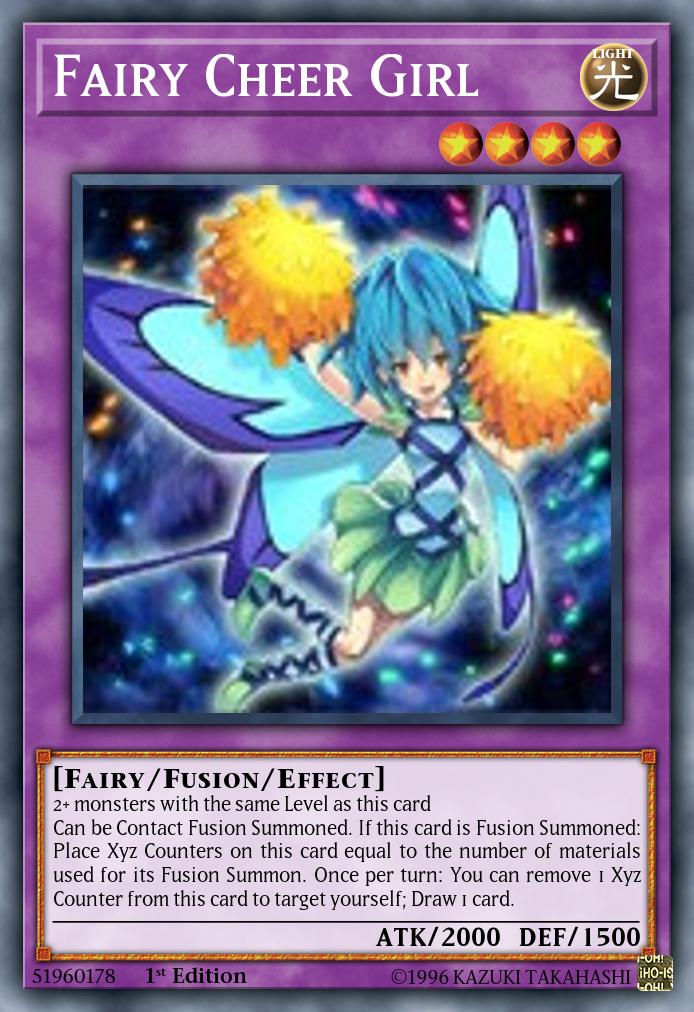 Fairy Cheer Girl
LIGHT
光
[Fairy/Fusion/Effect]
2+ monsters with the same Level as this card
Can be Contact Fusion Summoned. If this card is Fusion Summoned:
Place Xyz Counters on this card equal to the number of materials
used for its Fusion Summon. Once per turn: You can remove 1 Xyz
Counter from this card to target yourself; Draw 1 card.
ATK/2000 DEF/1500
51960178 1st Edition ©1996 KAZUKI TAKAHASHI